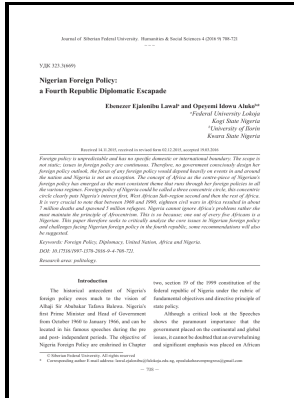 Journal of Siberian Federal University. Humanities & Social Sciences 4 (2016 9) 708-721
~ ~ ~
УДК 323.3(669)
Nigerian Foreign Policy:
a Fourth Republic Diplomatic Escapade
Ebenezer Ejalonibu Lawal and Opeyemi Idowu Aluko*
Federal University Lokoja
Kogi State Nigeria
University of Ilorin
Kwara State Nigeria
Received 14.11.2015, received in revised form 02.12.2015, accepted 19.03.2016
Foreign policy is unpredictable and has no specific domestic or international boundary. The scope is not
static; issues in foreign policy are continuous. Therefore, no government consciously design her
foreign policy outlook, the focus of any foreign policy would depend heavily on events in and around
the nation and Nigeria is not an exception. The concept of Africa as the centre-piece of Nigeria's
foreign policy has emerged as the most consistent theme that runs through her foreign policies in all
the various regimes. Foreign policy of Nigeria could be called a three concentric circle, this concentric
circle clearly puts Nigeria's interest first, West African sub-region second and then the rest of Africa.
It is very crucial to note that between 1960 and 1990, eighteen civil wars in Africa resulted in about
7 million deaths and spawned 5 million refugees. Nigeria cannot ignore Africa's problems rather she
must maintain the principle of Afrocentrism. This is so because, one out of every five Africans is a
Nigerian. This paper therefore seeks to critically analyse the core issues in Nigeria foreign policy
and challenges facing Nigerian foreign policy in the fourth republic, some recommendations will also
be suggested.
Keywords: Foreign Policy, Diplomacy, United Nation, Africa and Nigeria.
DOI: 10.17516/1997-1370-2016-9-4-708-721.
Research area: politology.
Introduction
The historical antecedent of Nigeria's
foreign policy owes much to the vision of
Alhaji Sir Abubakar Tafawa Balewa. Nigeria's
first Prime Minister and Head of Government
from October 1960 to January 1966, and can be
located in his famous speeches during the pre
and post- independence periods. The objective of
Nigeria Foreign Policy are enshrined in Chapter
two, section 19 of the 1999 constitution of the
federal republic of Nigeria under the rubric of
fundamental objectives and directive principle of
state policy.
Although a critical look at the Speeches
shows the paramount importance that the
government placed on the continental and global
issues, it cannot be doubted that an overwhelming
and significant emphasis was placed on African
© Siberian Federal University. All rights reserved
* Corresponding author E-mail address:
– 708 –